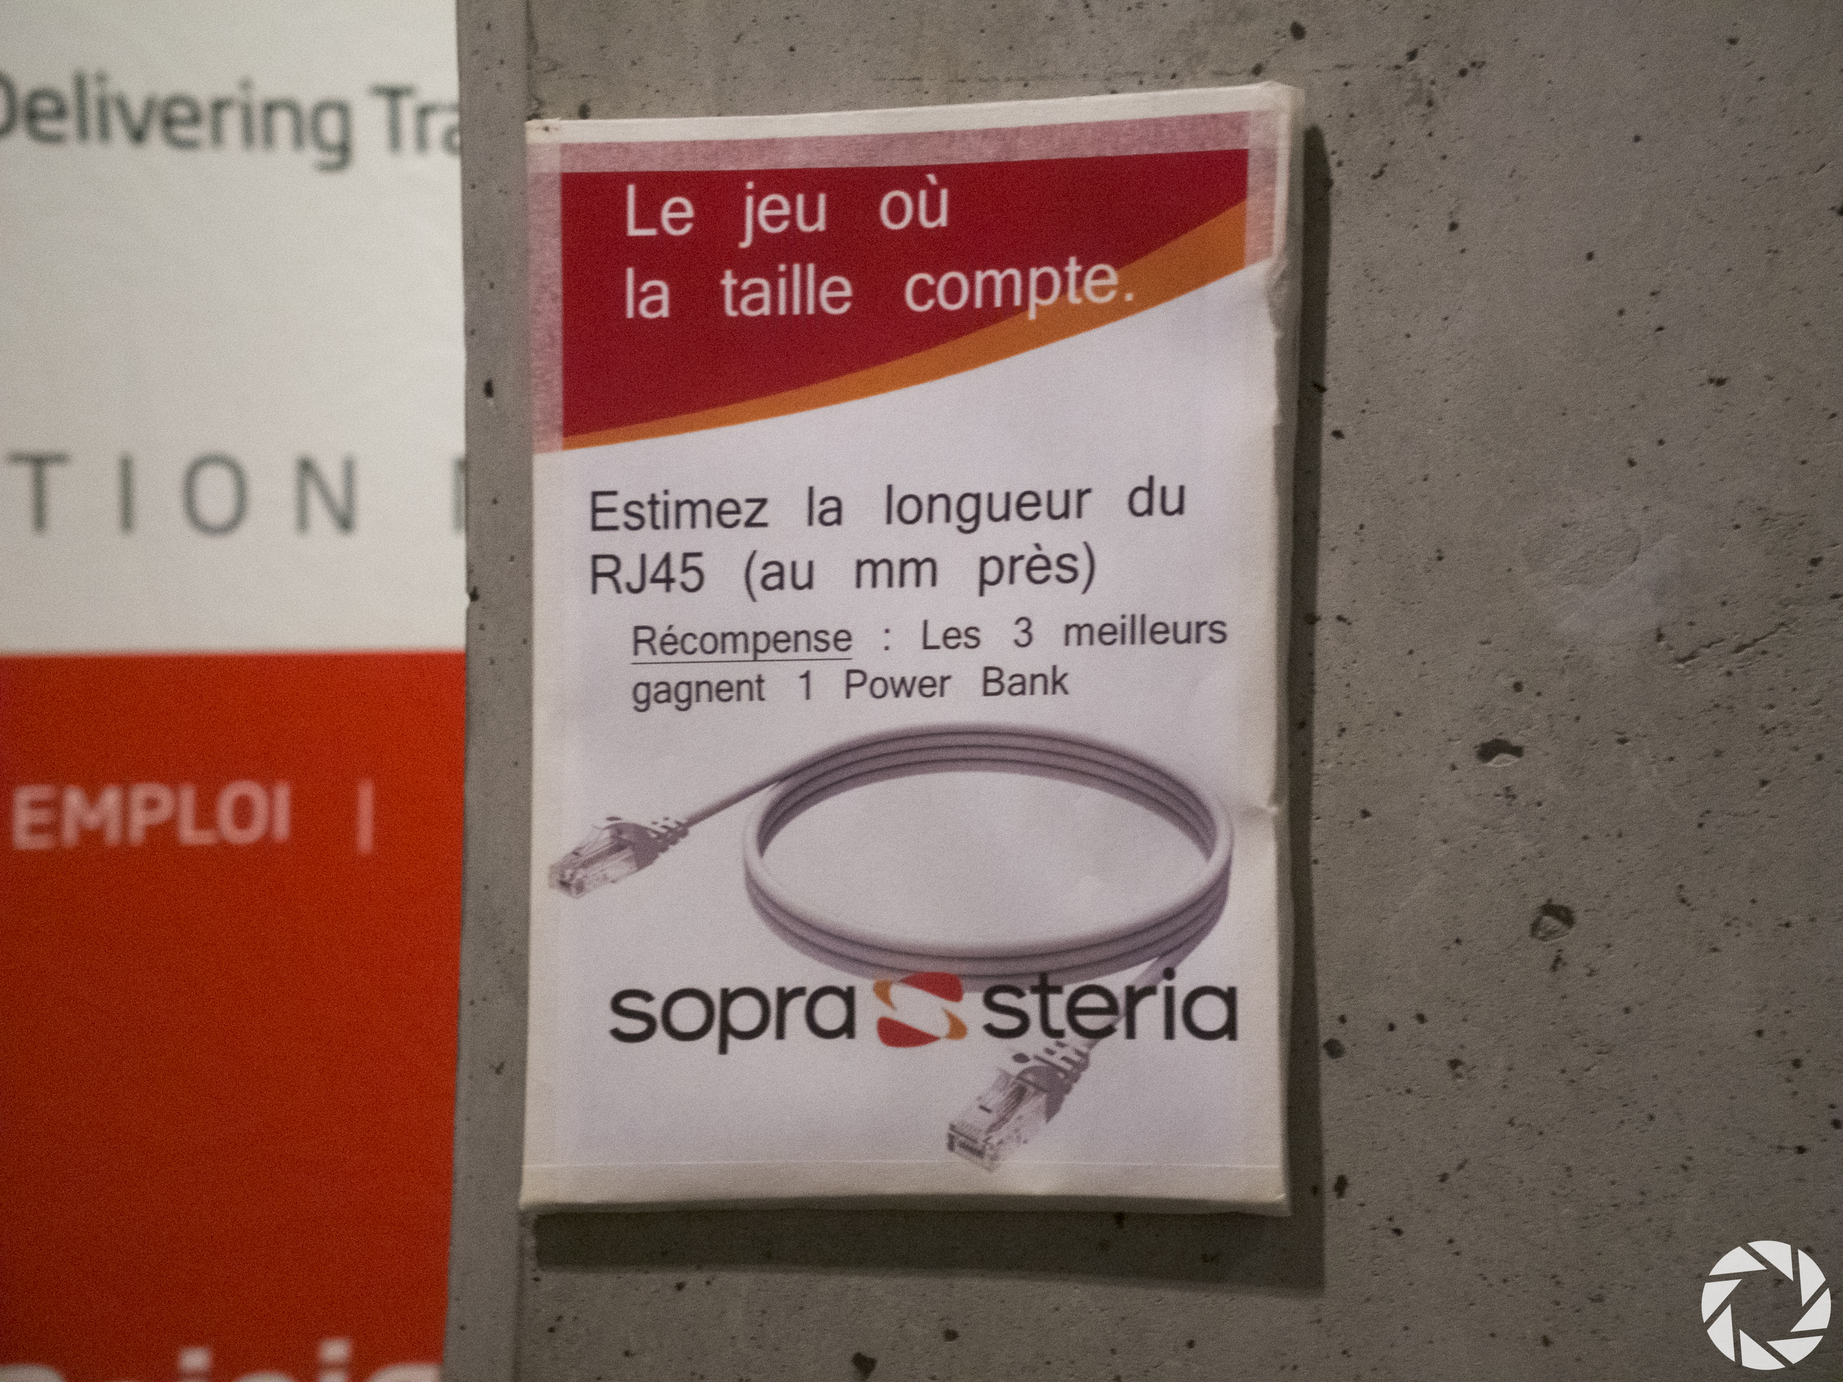 Delivering
TION
EMPLOI |
Le jeu où
la taille compte.
Estimez la longueur du
RJ45 (au mm près)
Récompense : Les 3 meilleurs
gagnent 1 Power Bank
sopra steria